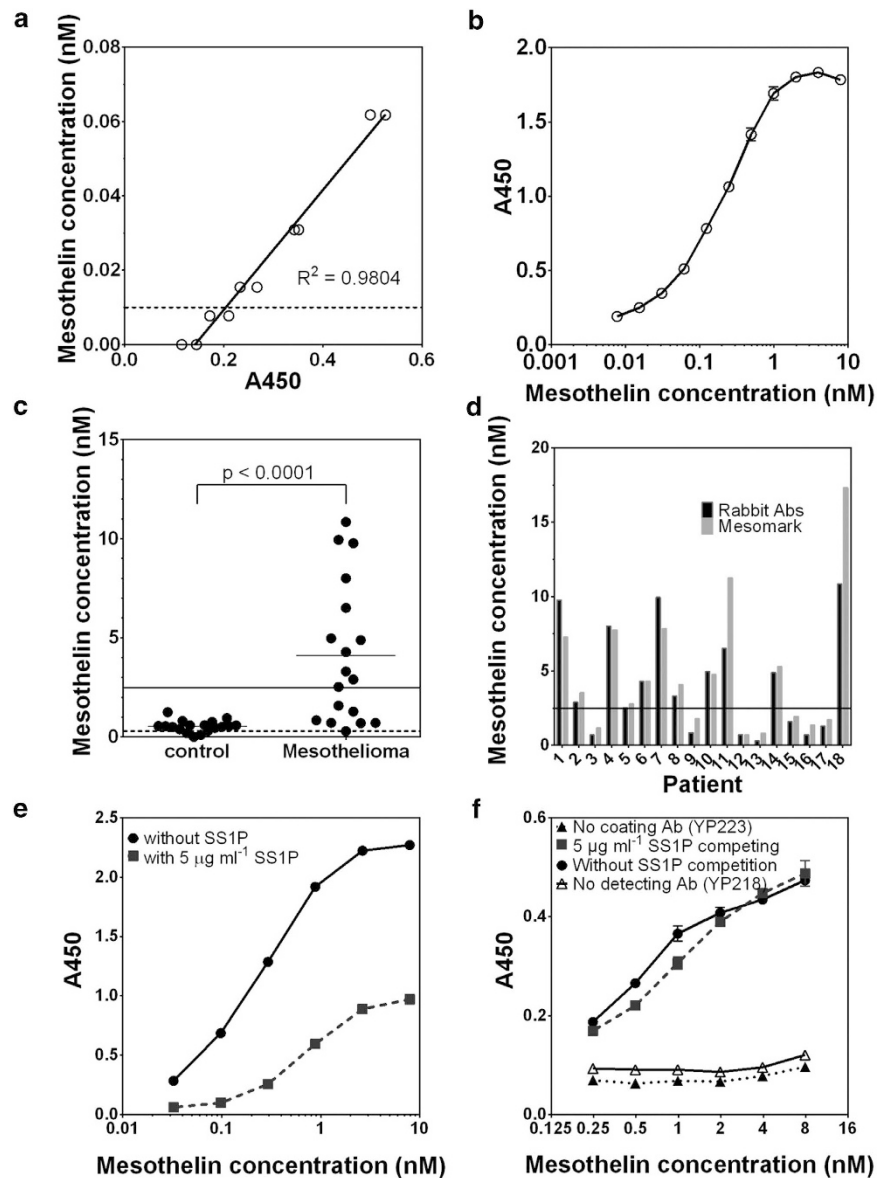 a
Mesothelin concentration (nM)
0.08
0.06
0.04
0.02
0.00
R² = 0.9804
0.0 0.2 0.4 0.6
A450
b
A450
2.0
1.5
1.0
0.5
0.0
0.001 0.01 0.1 1 10
Mesothelin concentration (nM)
c
Mesothelin concentration (nM)
15
10
5
0
p < 0.0001
control Mesothelioma
d
Mesothelin concentration (nM)
20
15
10
5
0
Rabbit Abs
Mesomark
1 2 3 4 5 6 7 8 9 10 11 12 13 14 15 16 17 18
Patient
e
A450
2.5
2.0
1.5
1.0
0.5
0.0
without SS1P
with 5 μg ml⁻¹ SS1P
0.01 0.1 1 10
Mesothelin concentration (nM)
f
A450
0.6
0.4
0.2
0.0
No coating Ab (YP223)
5 μg ml⁻¹ SS1P competing
Without SS1P competition
No detecting Ab (YP218)
0.125 0.25 0.5 1 2 4 8 16
Mesothelin concentration (nM)